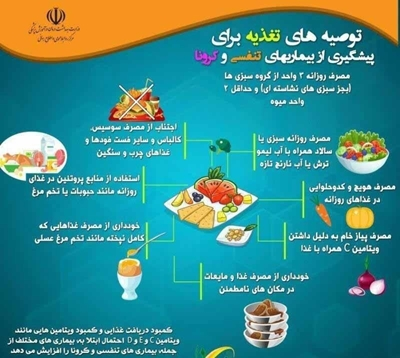 توصیه های تغذیه برای
پیشگیری از بیماریهای تنفسی و کرونا
مصرف روزانه ۳ واحد از گروه سبزی ها
(بجز سبزی های نشاسته ای) و حداقل ۲
واحد میوه
مصرف روزانه سبزی یا
سالاد همراه با آب لیمو
ترش یا آب نارنج تازه
اجتناب از مصرف سوسیس،
کالباس و سایر فست فودها و
غذاهای چرب و سنگین
مصرف هویج و کدوحلوایی
در غذاهای روزانه
استفاده از منابع پروتئین در غذای
روزانه مانند حبوبات یا تخم مرغ
مصرف پیاز خام به دلیل داشتن
ویتامین C همراه با غذا
خودداری از مصرف غذاهایی که
کامل نپخته مانند تخم مرغ عسلی
خودداری از مصرف غذا و مایعات
در مکان های نامطمئن
کمبود دریافت غذایی و کمبود ویتامین هایی مانند
ویتامین C و E و D احتمال ابتلا به بیماری های مختلف از
جمله بیماری های تنفسی و کرونا را افزایش می دهد